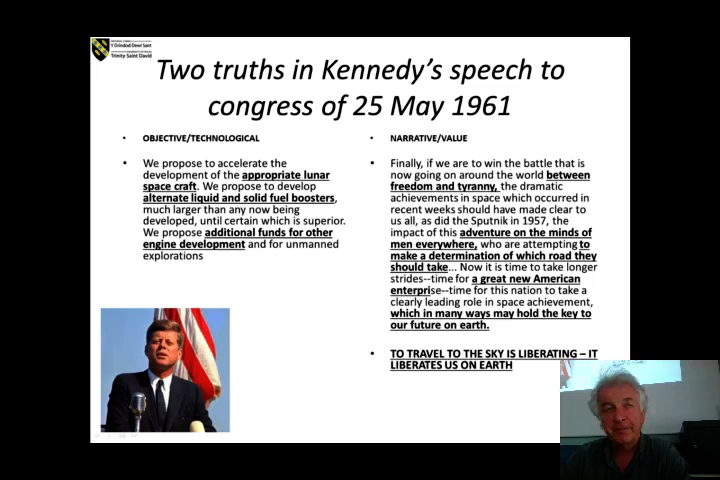 Y Drindod Dewi Sant
Trinity Saint David
Two truths in Kennedy's speech to
congress of 25 May 1961
• OBJECTIVE/TECHNOLOGICAL
• We propose to accelerate the
development of the appropriate lunar
space craft. We propose to develop
alternate liquid and solid fuel boosters,
much larger than any now being
developed, until certain which is superior.
We propose additional funds for other
engine development and for unmanned
explorations
• NARRATIVE/VALUE
• Finally, if we are to win the battle that is
now going on around the world between
freedom and tyranny, the dramatic
achievements in space which occurred in
recent weeks should have made clear to
us all, as did the Sputnik in 1957, the
impact of this adventure on the minds of
men everywhere, who are attempting to
make a determination of which road they
should take... Now it is time to take longer
strides--time for a great new American
enterprise--time for this nation to take a
clearly leading role in space achievement,
which in many ways may hold the key to
our future on earth.
• TO TRAVEL TO THE SKY IS LIBERATING – IT
LIBERATES US ON EARTH